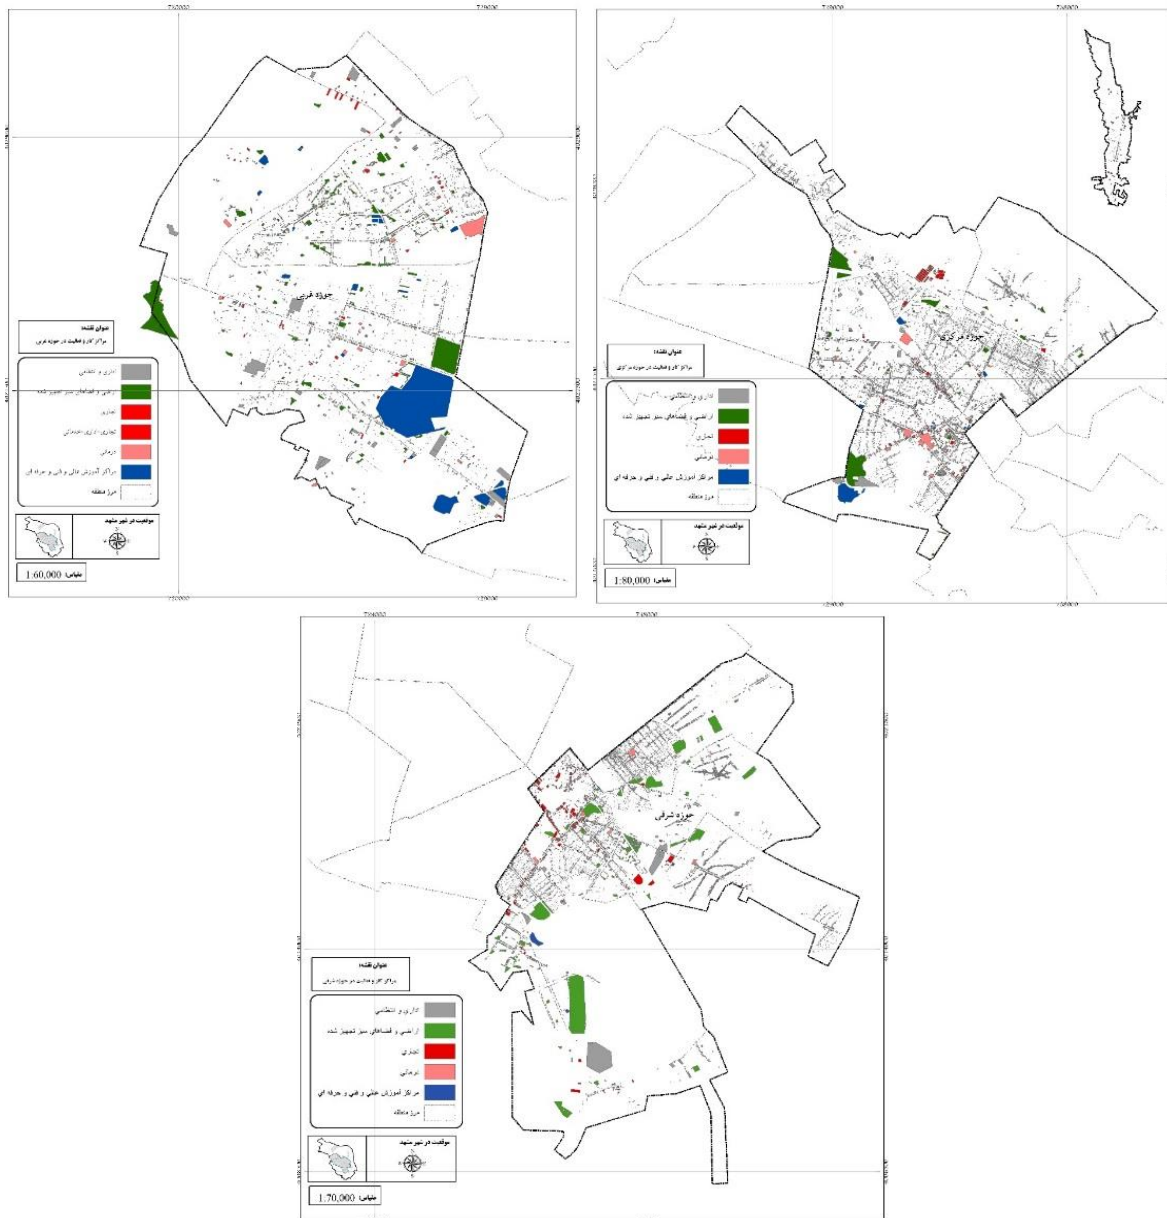 730000
حوزه غربی
عنوان نقشه:
مراکز کار و فعالیت در حوزه غربی
اداری و انتظامی
اراضی و فضاهای سبز تجهیز شده
تجاری
تجاری-اداری-خدماتی
درمانی
مراکز آموزش عالی و فنی و حرفه ای
مرز منطقه
موقعیت در شهر مشهد
N
مقیاس: 1:60,000
حوزه مرکزی
عنوان نقشه:
مراکز کار و فعالیت در حوزه مرکزی
اداری و انتظامی
اراضی و فضاهای سبز تجهیز شده
تجاری
درمانی
مراکز آموزش عالی و فنی و حرفه ای
مرز منطقه
موقعیت در شهر مشهد
N
مقیاس: 1:80,000
حوزه شرقی
عنوان نقشه:
مراکز کار و فعالیت در حوزه شرقی
اداری و انتظامی
اراضی و فضاهای سبز تجهیز شده
تجاری
درمانی
مراکز آموزش عالی و فنی و حرفه ای
مرز منطقه
موقعیت در شهر مشهد
N
مقیاس: 1:70,000